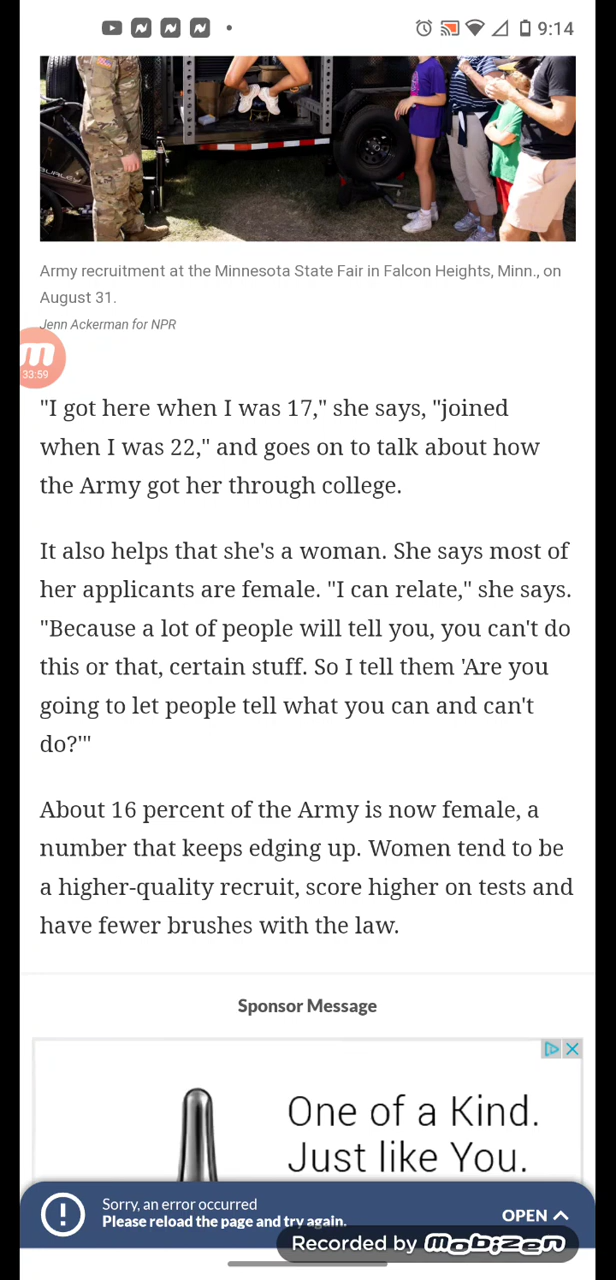 9:14
Army recruitment at the Minnesota State Fair in Falcon Heights, Minn., on
August 31.
Jenn Ackerman for NPR
33:59
"I got here when I was 17," she says, "joined
when I was 22," and goes on to talk about how
the Army got her through college.
It also helps that she's a woman. She says most of
her applicants are female. "I can relate," she says.
"Because a lot of people will tell you, you can't do
this or that, certain stuff. So I tell them 'Are you
going to let people tell what you can and can't
do?'"
About 16 percent of the Army is now female, a
number that keeps edging up. Women tend to be
a higher-quality recruit, score higher on tests and
have fewer brushes with the law.
Sponsor Message
One of a Kind.
Just like You.
Sorry, an error occurred
Please reload the page and try again.
OPEN
Recorded by mobizen